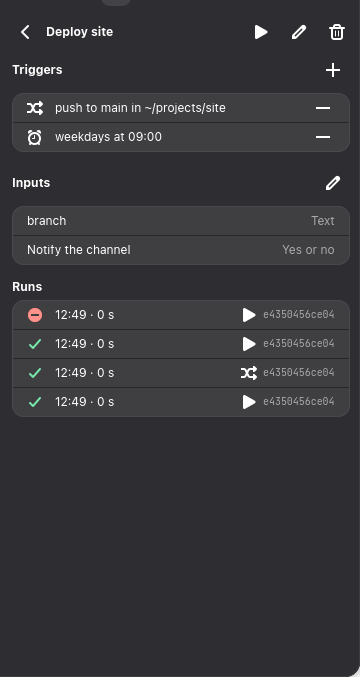 Deploy site
Triggers
push to main in ~/projects/site
weekdays at 09:00
Inputs
branch Text
Notify the channel Yes or no
Runs
12:49 · 0 s e4350456ce04
12:49 · 0 s e4350456ce04
12:49 · 0 s e4350456ce04
12:49 · 0 s e4350456ce04